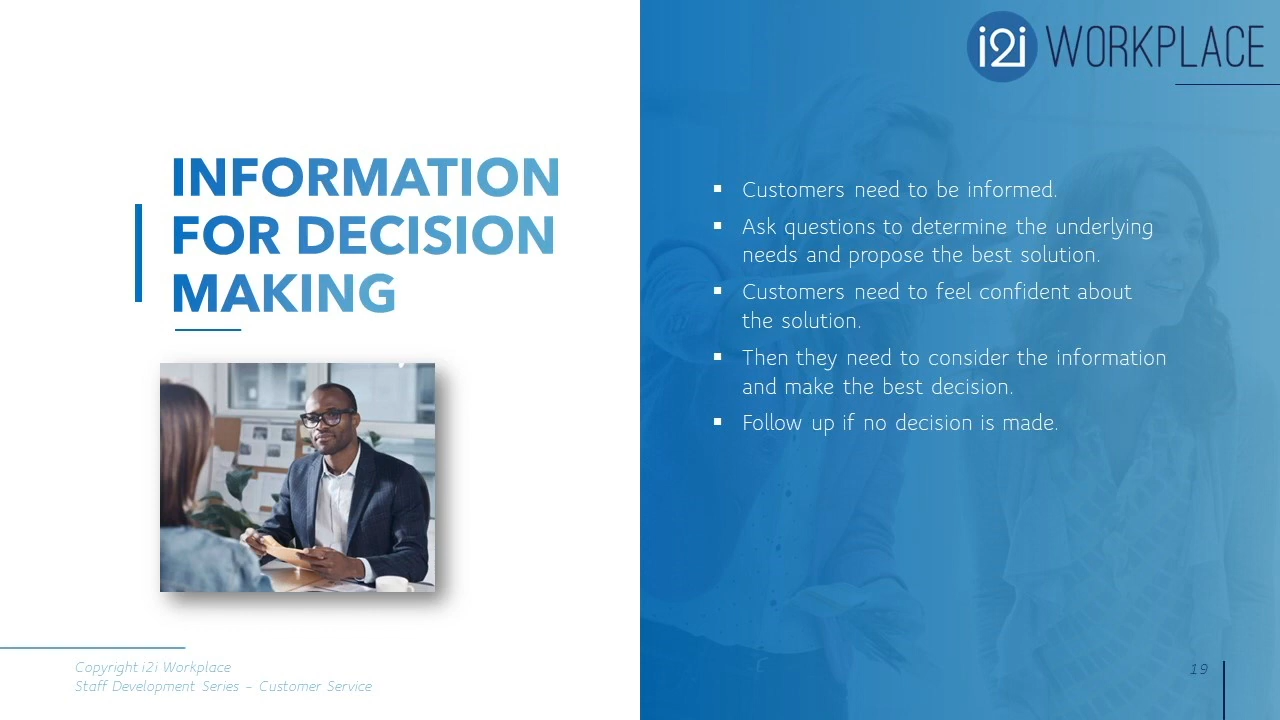 i2i WORKPLACE
INFORMATION
FOR DECISION
MAKING
▪ Customers need to be informed.
▪ Ask questions to determine the underlying
needs and propose the best solution.
▪ Customers need to feel confident about
the solution.
▪ Then they need to consider the information
and make the best decision.
▪ Follow up if no decision is made.
Copyright i2i Workplace
Staff Development Series – Customer Service
19